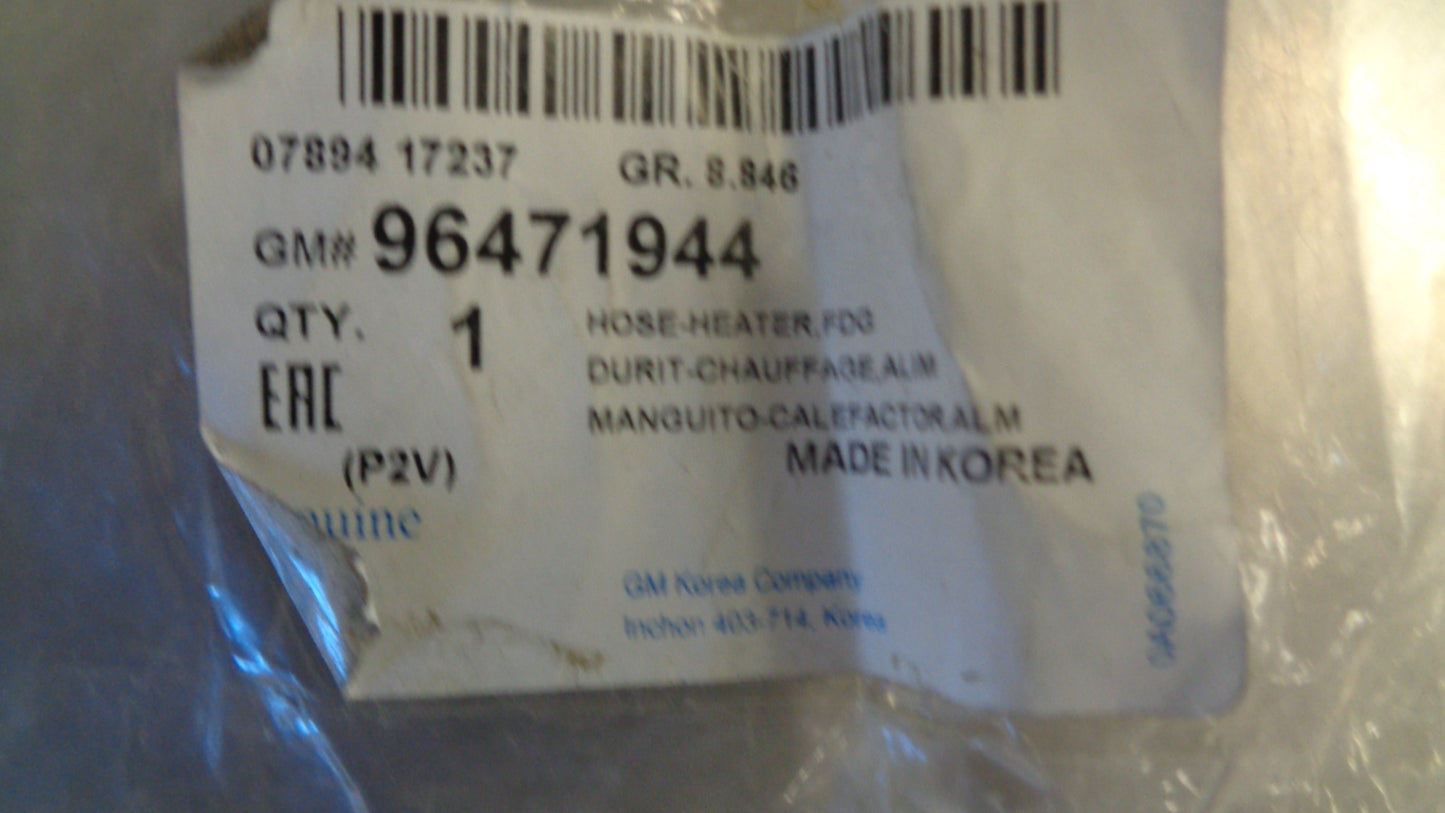 07894 17237 GR. 8.846
GM# 96471944
QTY. 1
HOSE-HEATER,FDG
DURIT-CHAUFFAGE,ALIM
MANGUITO-CALEFACTOR,ALIM
EAC
MADE IN KOREA
(P2V)
GM Korea Company
Inchon 403-714, Korea